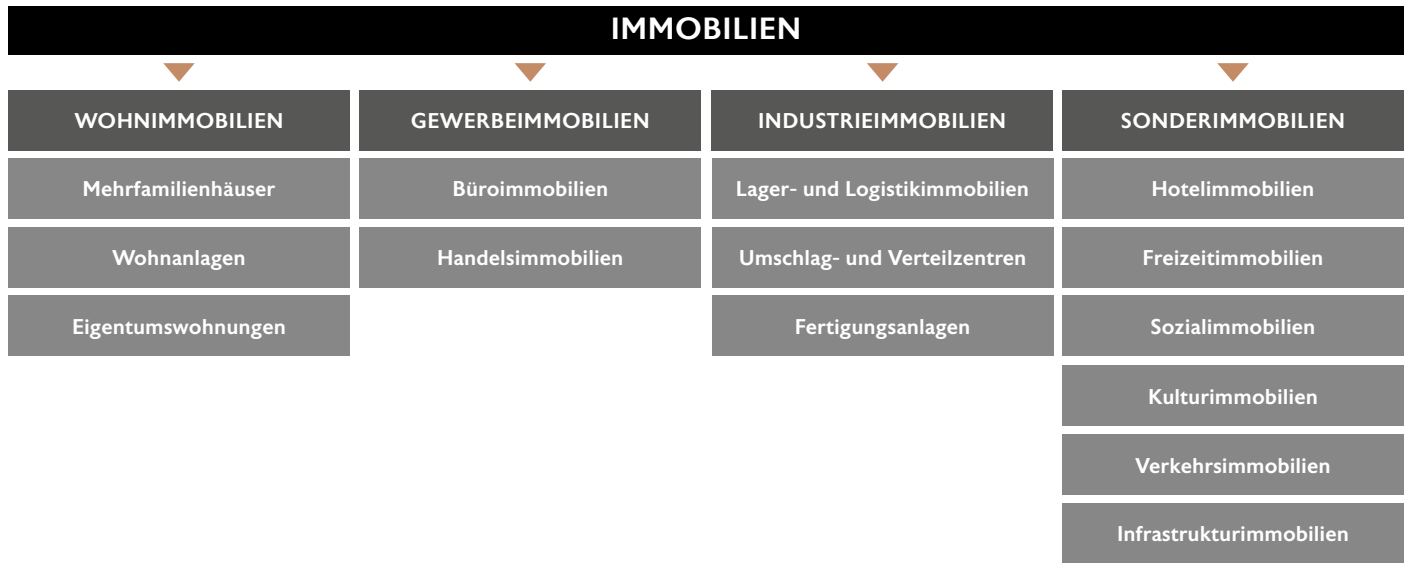 IMMOBILIEN
WOHNIMMOBILIEN
Mehrfamilienhäuser
Wohnanlagen
Eigentumswohnungen
GEWERBEIMMOBILIEN
Büroimmobilien
Handelsimmobilien
INDUSTRIEIMMOBILIEN
Lager- und Logistikimmobilien
Umschlag- und Verteilzentren
Fertigungsanlagen
SONDERIMMOBILIEN
Hotelimmobilien
Freizeitimmobilien
Sozialimmobilien
Kulturimmobilien
Verkehrsimmobilien
Infrastrukturimmobilien